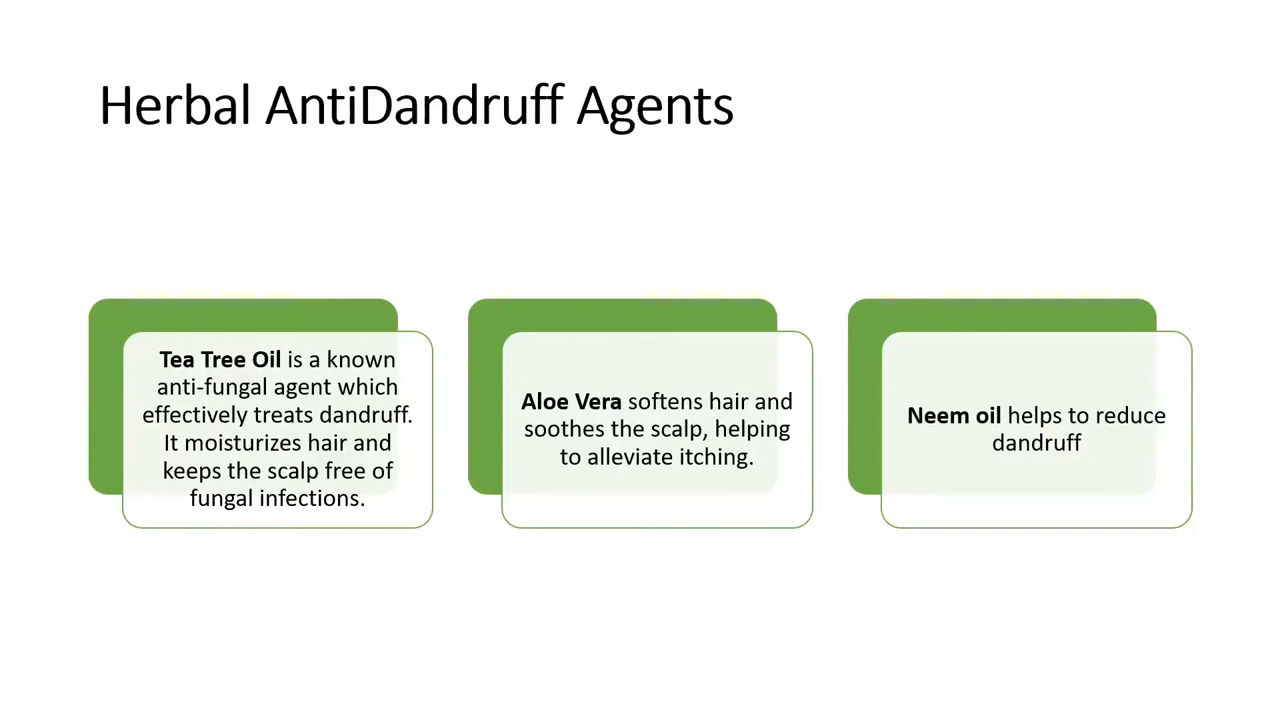 Herbal AntiDandruff Agents
Tea Tree Oil is a known
anti-fungal agent which
effectively treats dandruff.
It moisturizes hair and
keeps the scalp free of
fungal infections.
Aloe Vera softens hair and
soothes the scalp, helping
to alleviate itching.
Neem oil helps to reduce
dandruff